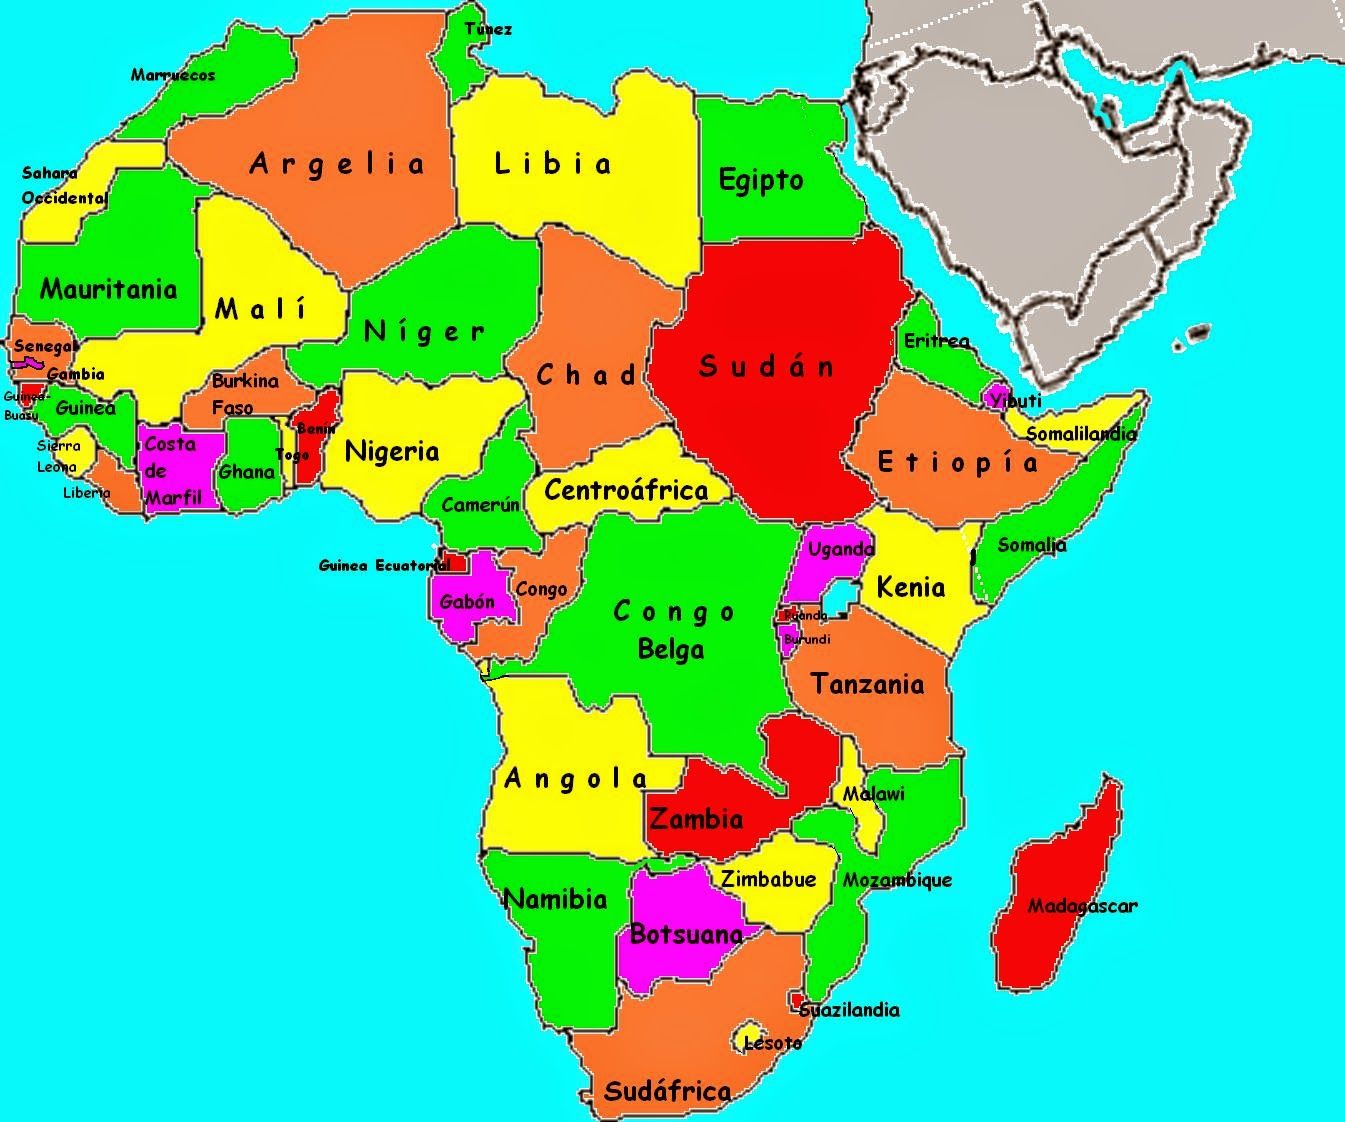 Túnez
Marruecos
Argelia
Libia
Egipto
Sahara
Occidental
Mauritania
Malí
Níger
Chad
Sudán
Eritrea
Senegal
Gambia
Guinea-
Buasu
Guinea
Burkina
Faso
Benin
Togo
Nigeria
Yibuti
Somalilandia
Etiopía
Sierra
Leona
Liberia
Costa
de
Marfil
Ghana
Camerún
Centroáfrica
Somalia
Guinea Ecuatorial
Gabón
Congo
Congo
Belga
Uganda
Kenia
Ruanda
Burundi
Tanzania
Angola
Zambia
Malawi
Namibia
Botsuana
Zimbabue
Mozambique
Madagascar
Suazilandia
Lesoto
Sudáfrica